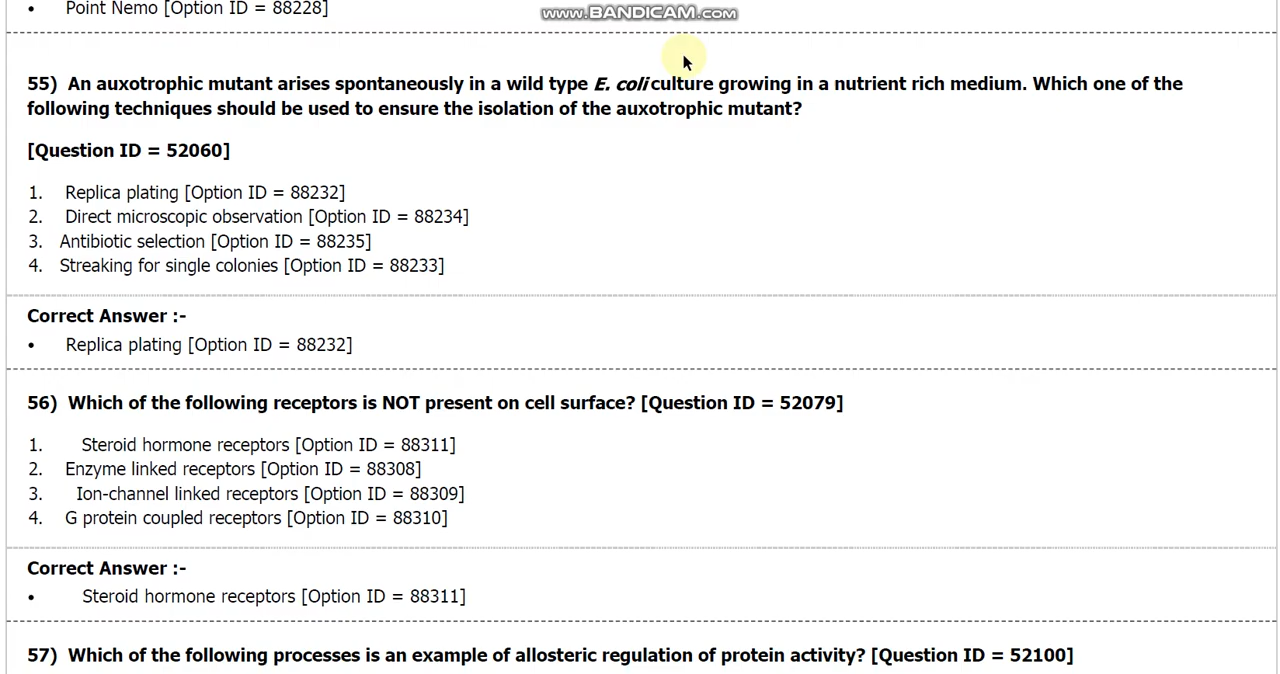 • Point Nemo [Option ID = 88228]
www.BANDICAM.com
55) An auxotrophic mutant arises spontaneously in a wild type E. coli culture growing in a nutrient rich medium. Which one of the
following techniques should be used to ensure the isolation of the auxotrophic mutant?
[Question ID = 52060]
1. Replica plating [Option ID = 88232]
2. Direct microscopic observation [Option ID = 88234]
3. Antibiotic selection [Option ID = 88235]
4. Streaking for single colonies [Option ID = 88233]
Correct Answer :-
• Replica plating [Option ID = 88232]
56) Which of the following receptors is NOT present on cell surface? [Question ID = 52079]
1. Steroid hormone receptors [Option ID = 88311]
2. Enzyme linked receptors [Option ID = 88308]
3. Ion-channel linked receptors [Option ID = 88309]
4. G protein coupled receptors [Option ID = 88310]
Correct Answer :-
• Steroid hormone receptors [Option ID = 88311]
57) Which of the following processes is an example of allosteric regulation of protein activity? [Question ID = 52100]